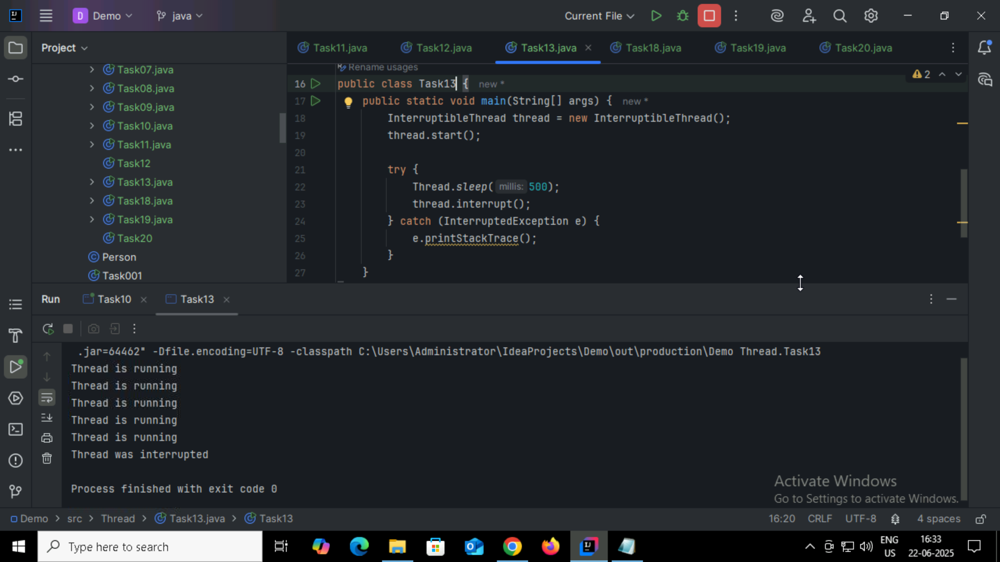 Demo
java
Current File
Project
Task11.java
Task12.java
Task13.java
Task18.java
Task19.java
Task20.java
Task07.java
Task08.java
Task09.java
Task10.java
Task11.java
Task12
Task13.java
Task18.java
Task19.java
Task20
Person
Task001
Rename usages
2
16 public class Task13 { new *
17 public static void main(String[] args) { new *
18 InterruptibleThread thread = new InterruptibleThread();
19 thread.start();
20
21 try {
22 Thread.sleep( millis: 500);
23 thread.interrupt();
24 } catch (InterruptedException e) {
25 e.printStackTrace();
26 }
27 }
Run
Task10
Task13
.jar=64462" -Dfile.encoding=UTF-8 -classpath C:\Users\Administrator\IdeaProjects\Demo\out\production\Demo Thread.Task13
Thread is running
Thread is running
Thread is running
Thread is running
Thread is running
Thread was interrupted
Process finished with exit code 0
Activate Windows
Go to Settings to activate Windows.
Demo > src > Thread > Task13.java > Task13
16:20 CRLF UTF-8 4 spaces
Type here to search
ENG
US
16:33
22-06-2025